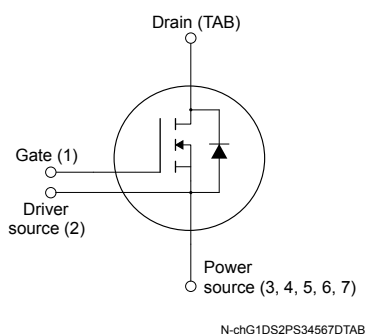 Drain (TAB)
Gate (1)
Driver
source (2)
Power
source (3, 4, 5, 6, 7)
N-chG1DS2PS34567DTAB